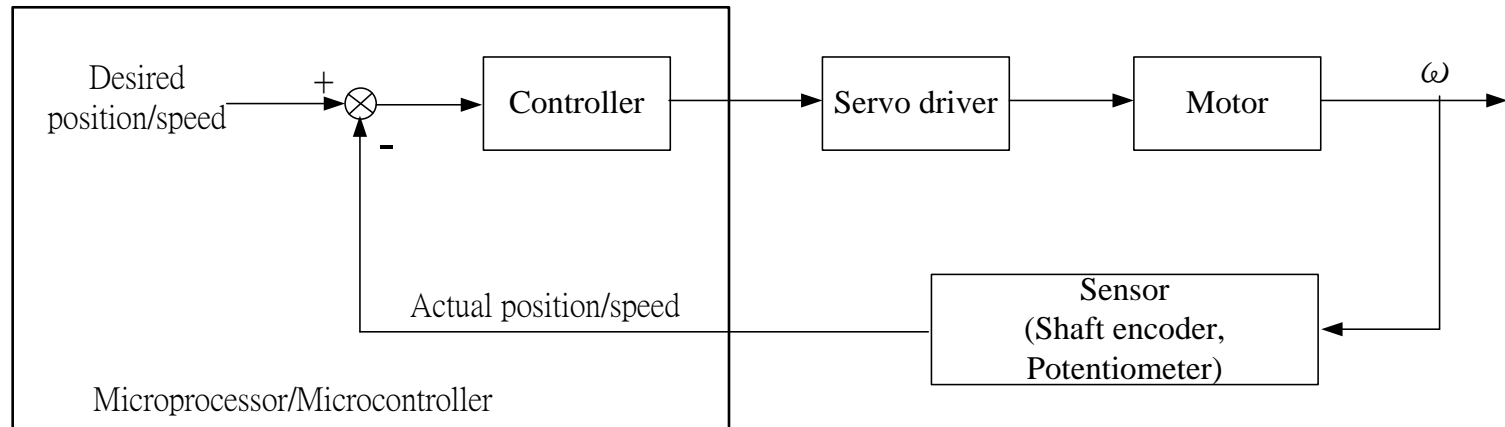 Desired
position/speed
+
-
Controller
Servo driver
Motor
ω
Actual position/speed
Sensor
(Shaft encoder,
Potentiometer)
Microprocessor/Microcontroller